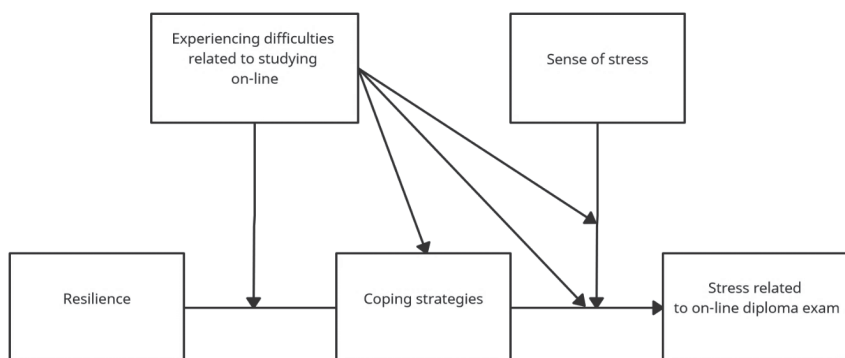 Experiencing difficulties
related to studying
on-line
Sense of stress
Resilience
Coping strategies
Stress related
to on-line diploma exam